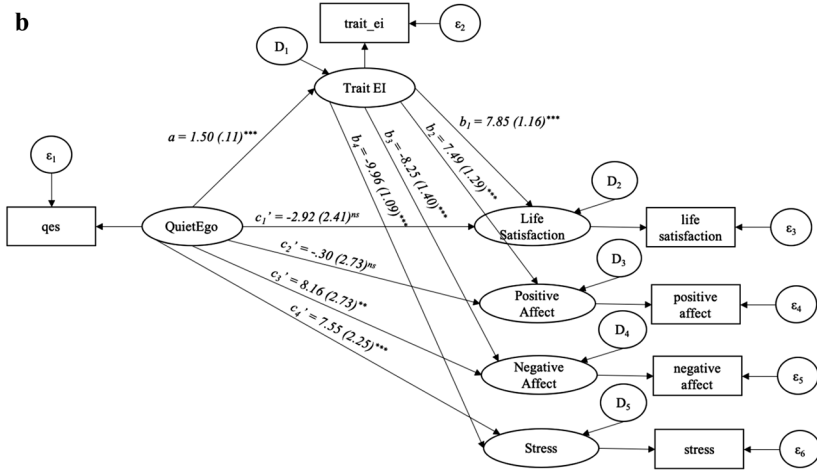 b
trait_ei
ε2
D1
Trait EI
a = 1.50 (.11)***
b1 = 7.85 (1.16)***
b2 = 7.49 (1.29)***
b3 = -8.25 (1.40)***
b4 = -9.96 (1.09)***
ε1
D2
qes
QuietEgo
c1' = -2.92 (2.41)ns
Life
Satisfaction
life
satisfaction
ε3
c2' = -.30 (2.73)ns
D3
c3' = 8.16 (2.73)**
Positive
Affect
positive
affect
ε4
c4' = 7.55 (2.25)***
D4
Negative
Affect
negative
affect
ε5
D5
Stress
stress
ε6